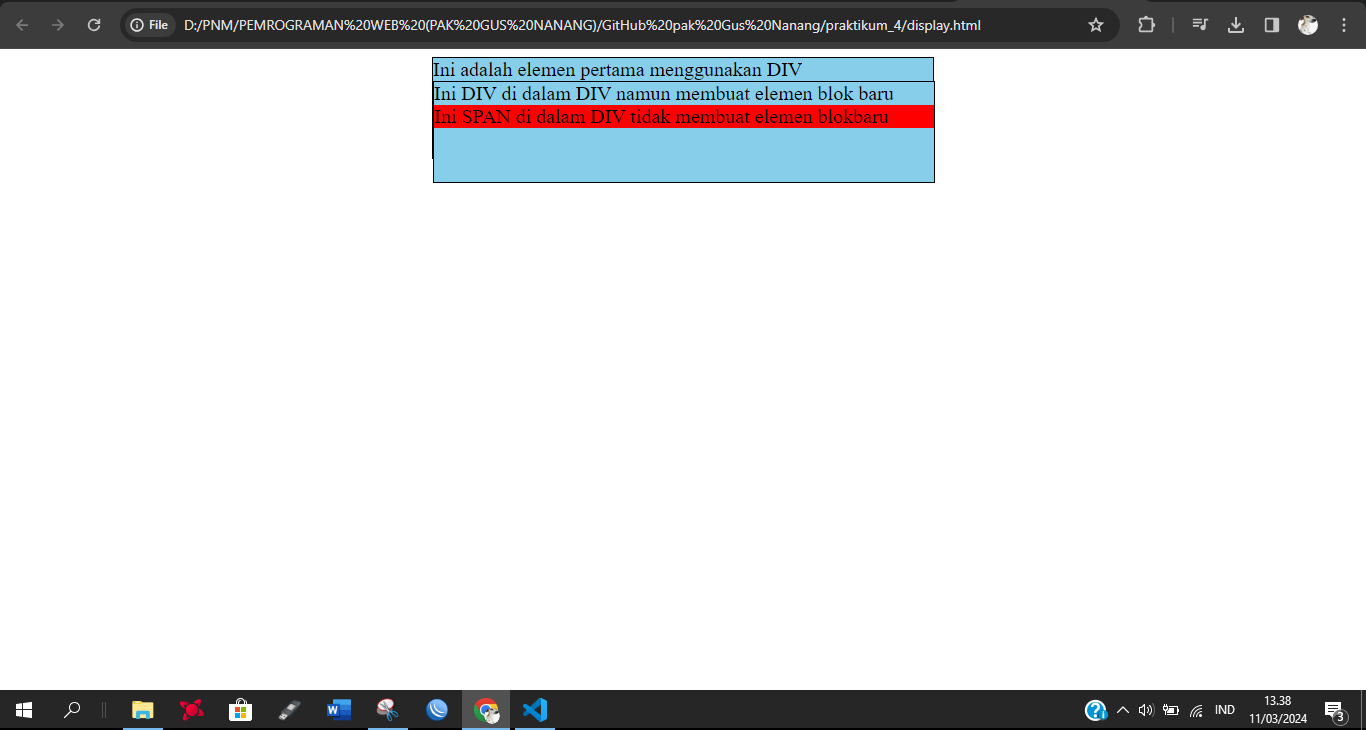 File
D:/PNM/PEMROGRAMAN%20WEB%20(PAK%20GUS%20NANANG)/GitHub%20pak%20Gus%20Nanang/praktikum_4/display.html
Ini adalah elemen pertama menggunakan DIV
Ini DIV di dalam DIV namun membuat elemen blok baru
Ini SPAN di dalam DIV tidak membuat elemen blokbaru
IND
13.38
11/03/2024
3